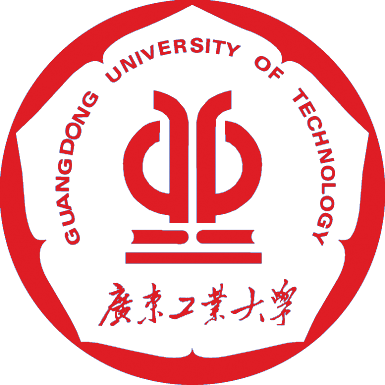 GUANGDONG UNIVERSITY OF TECHNOLOGY
廣東工業大學